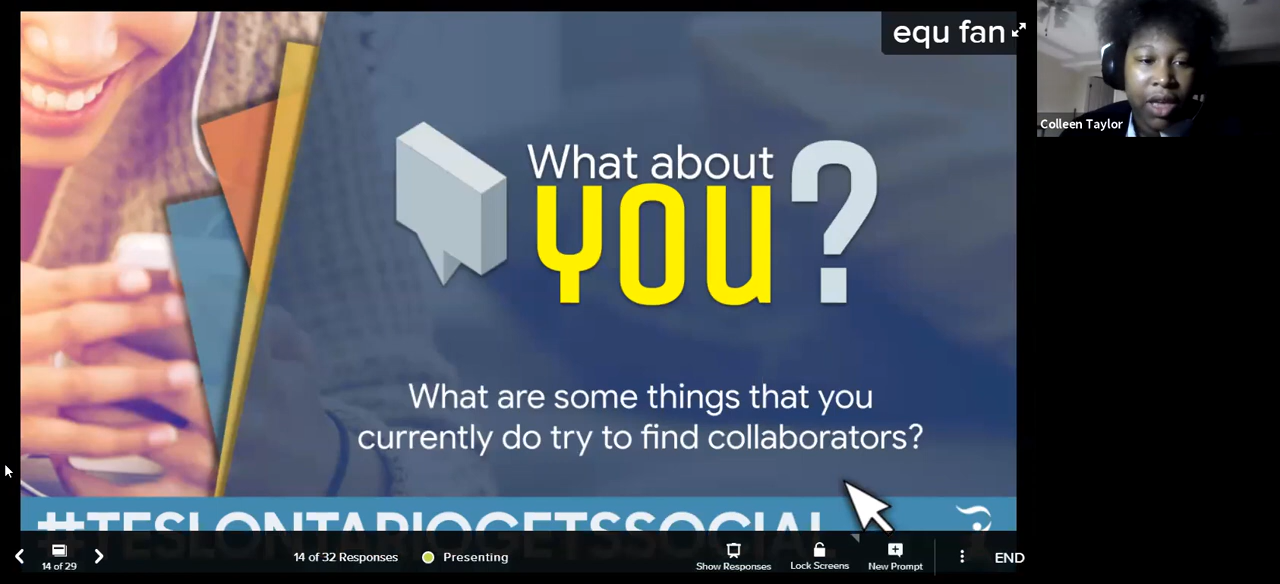 equ fan
Colleen Taylor
What about
YOU?
What are some things that you
currently do try to find collaborators?
#TESLONTARIOGETSSOCIAL
14 of 29
14 of 32 Responses
Presenting
Show Responses
Lock Screens
New Prompt
END